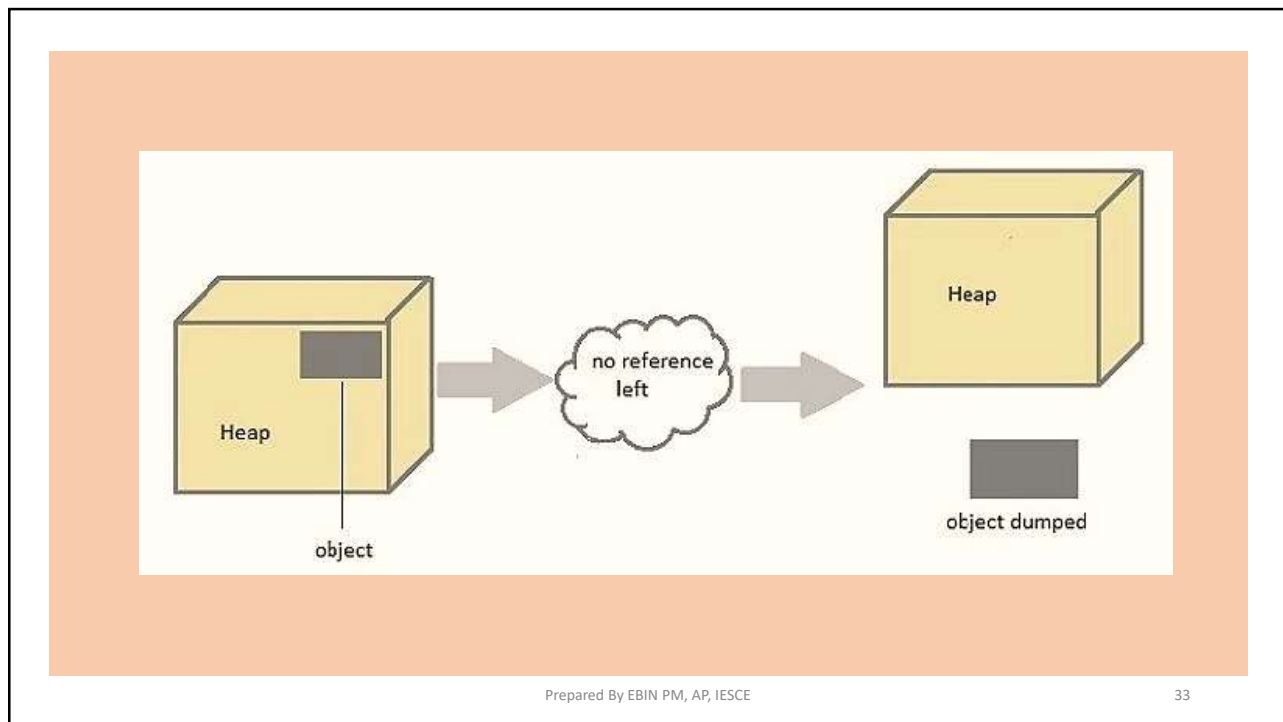 Heap
object
no reference
left
Heap
object dumped
Prepared By EBIN PM, AP, IESCE
33